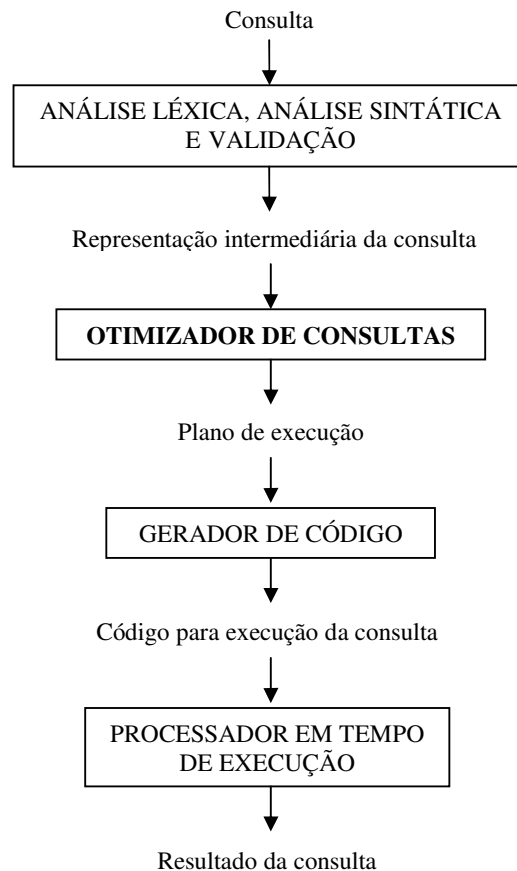 Consulta
ANÁLISE LÉXICA, ANÁLISE SINTÁTICA
E VALIDAÇÃO
Representação intermediária da consulta
OTIMIZADOR DE CONSULTAS
Plano de execução
GERADOR DE CÓDIGO
Código para execução da consulta
PROCESSADOR EM TEMPO
DE EXECUÇÃO
Resultado da consulta